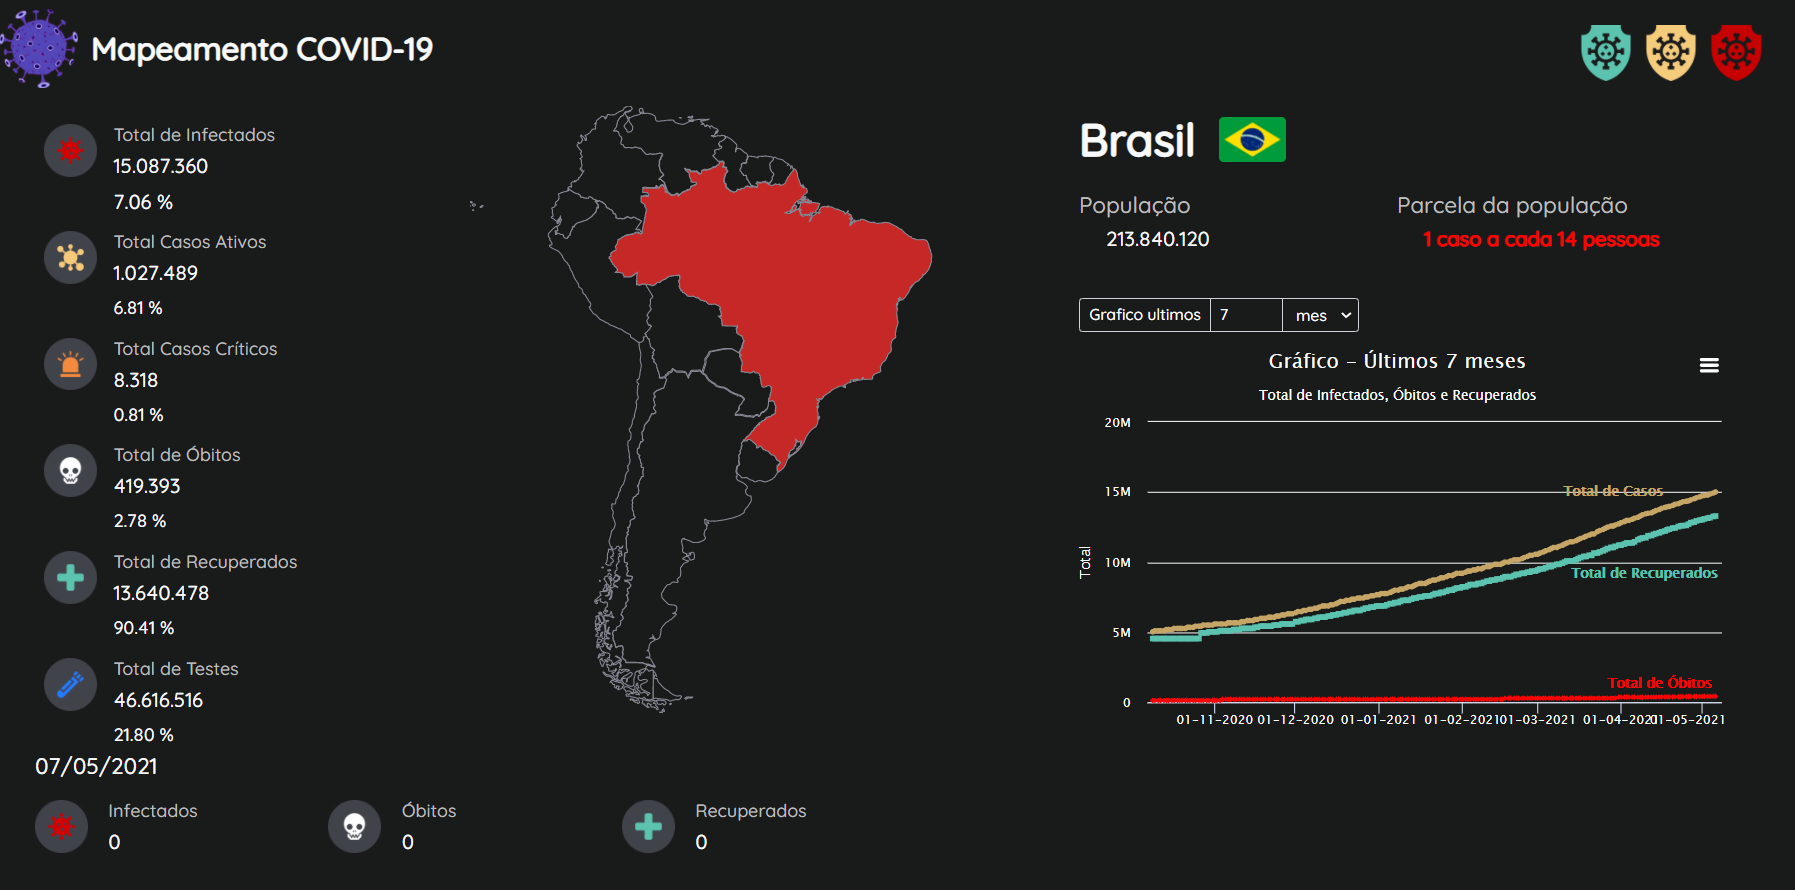 Mapeamento COVID-19
Total de Infectados
15.087.360
7.06 %
Total Casos Ativos
1.027.489
6.81 %
Total Casos Críticos
8.318
0.81 %
Total de Óbitos
419.393
2.78 %
Total de Recuperados
13.640.478
90.41 %
Total de Testes
46.616.516
21.80 %
07/05/2021
Infectados
0
Óbitos
0
Recuperados
0
Brasil
População
213.840.120
Parcela da população
1 caso a cada 14 pessoas
Grafico ultimos 7 mes
Gráfico – Últimos 7 meses
Total de Infectados, Óbitos e Recuperados
Total
20M
15M
10M
5M
0
Total de Casos
Total de Recuperados
Total de Óbitos
01-11-2020 01-12-2020 01-01-2021 01-02-2021 01-03-2021 01-04-2021 01-05-2021